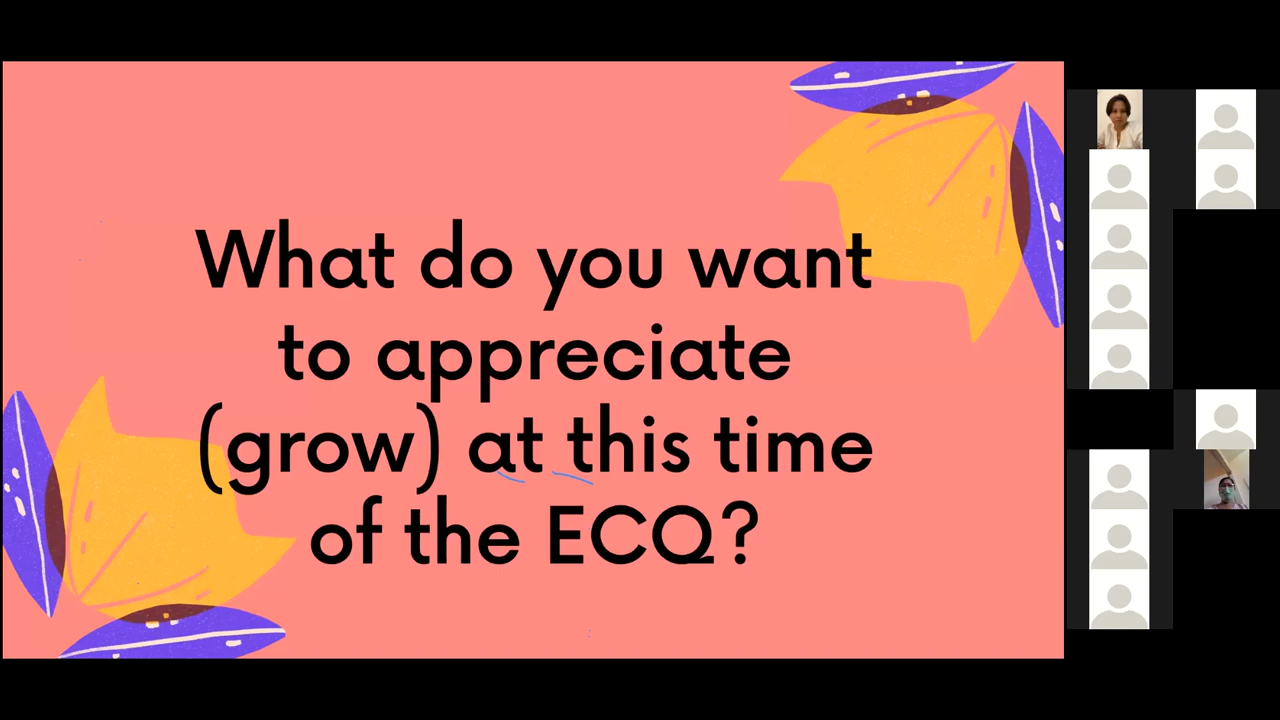 What do you want
to appreciate
(grow) at this time
of the ECQ?